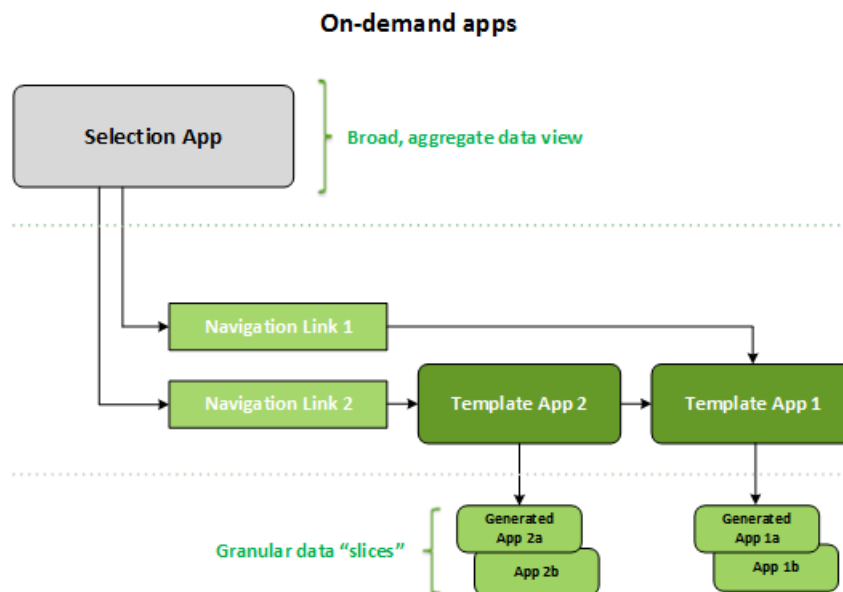 On-demand apps
Selection App
Broad, aggregate data view
Navigation Link 1
Navigation Link 2
Template App 2
Template App 1
Granular data “slices”
Generated
App 2a
App 2b
Generated
App 1a
App 1b